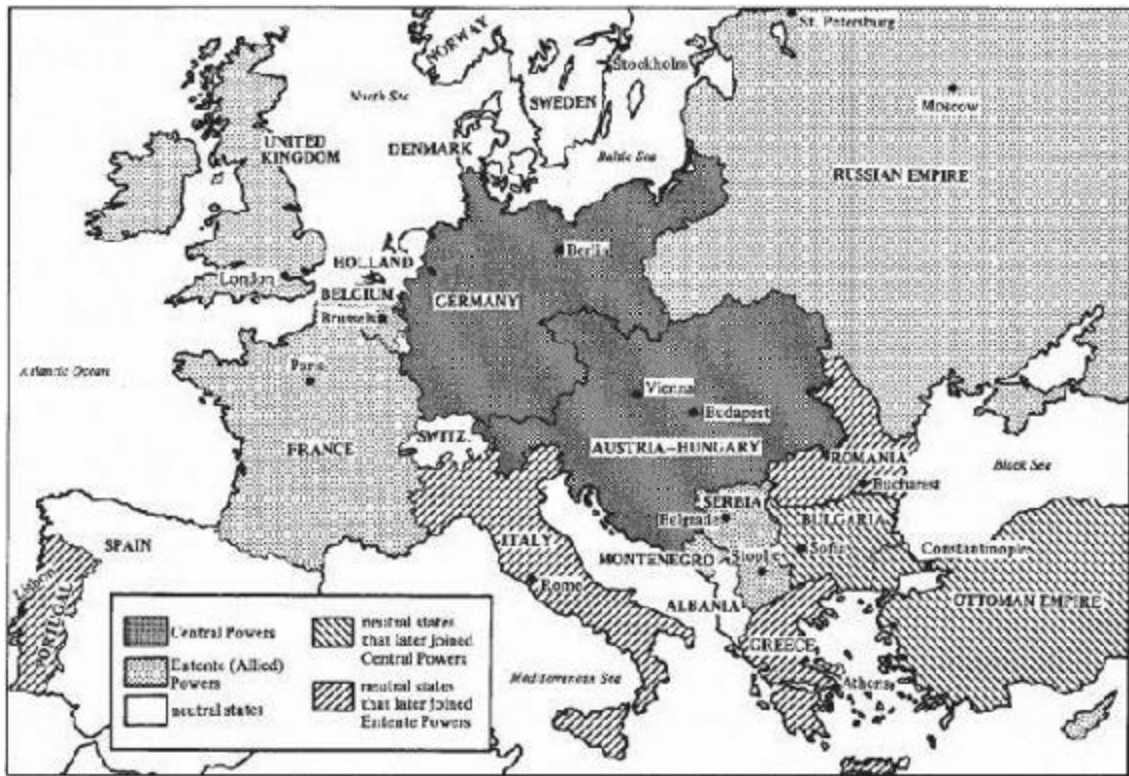 St. Petersburg
NORWAY
Stockholm
North Sea
SWEDEN
Moscow
UNITED
KINGDOM
DENMARK
Baltic Sea
RUSSIAN EMPIRE
Berlin
HOLLAND
London
BELGIUM
GERMANY
Brussels
Atlantic Ocean
Paris
Vienna
Budapest
SWITZ.
FRANCE
AUSTRIA-HUNGARY
ROMANIA
Black Sea
Bucharest
SERBIA
Belgrade
BULGARIA
SPAIN
ITALY
MONTENEGRO
Skoplje
Sofia
Constantinople
Lisbon
Rome
PORTUGAL
ALBANIA
OTTOMAN EMPIRE
GREECE
Athens
Mediterranean Sea
Central Powers
Entente (Allied)
Powers
neutral states
neutral states
that later joined
Central Powers
neutral states
that later joined
Entente Powers